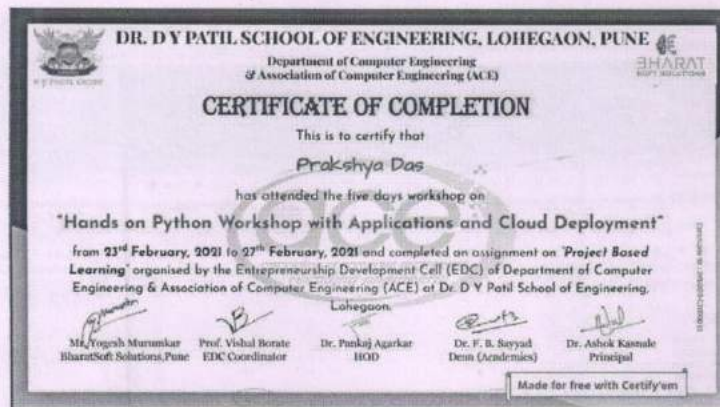 DR. D Y PATIL SCHOOL OF ENGINEERING, LOHEGAON, PUNE
BHARAT
SOFT SOLUTIONS
D Y PATIL GROUP
Department of Computer Engineering
& Association of Computer Engineering (ACE)
CERTIFICATE OF COMPLETION
This is to certify that
Prakshya Das
has attended the five days workshop on
"Hands on Python Workshop with Applications and Cloud Deployment"
from 23rd February, 2021 to 27th February, 2021 and completed an assignment on "Project Based
Learning" organised by the Entrepreneurship Development Cell (EDC) of Department of Computer
Engineering & Association of Computer Engineering (ACE) at Dr. D Y Patil School of Engineering,
Lohegaon.
ace
Mr. Yogesh Murumkar
BharatSoft Solutions,Pune
Prof. Vishal Borate
EDC Coordinator
Dr. Pankaj Agarkar
HOD
Dr. F. B. Sayyad
Dean (Academics)
Dr. Ashok Kasnale
Principal
Made for free with Certify'em